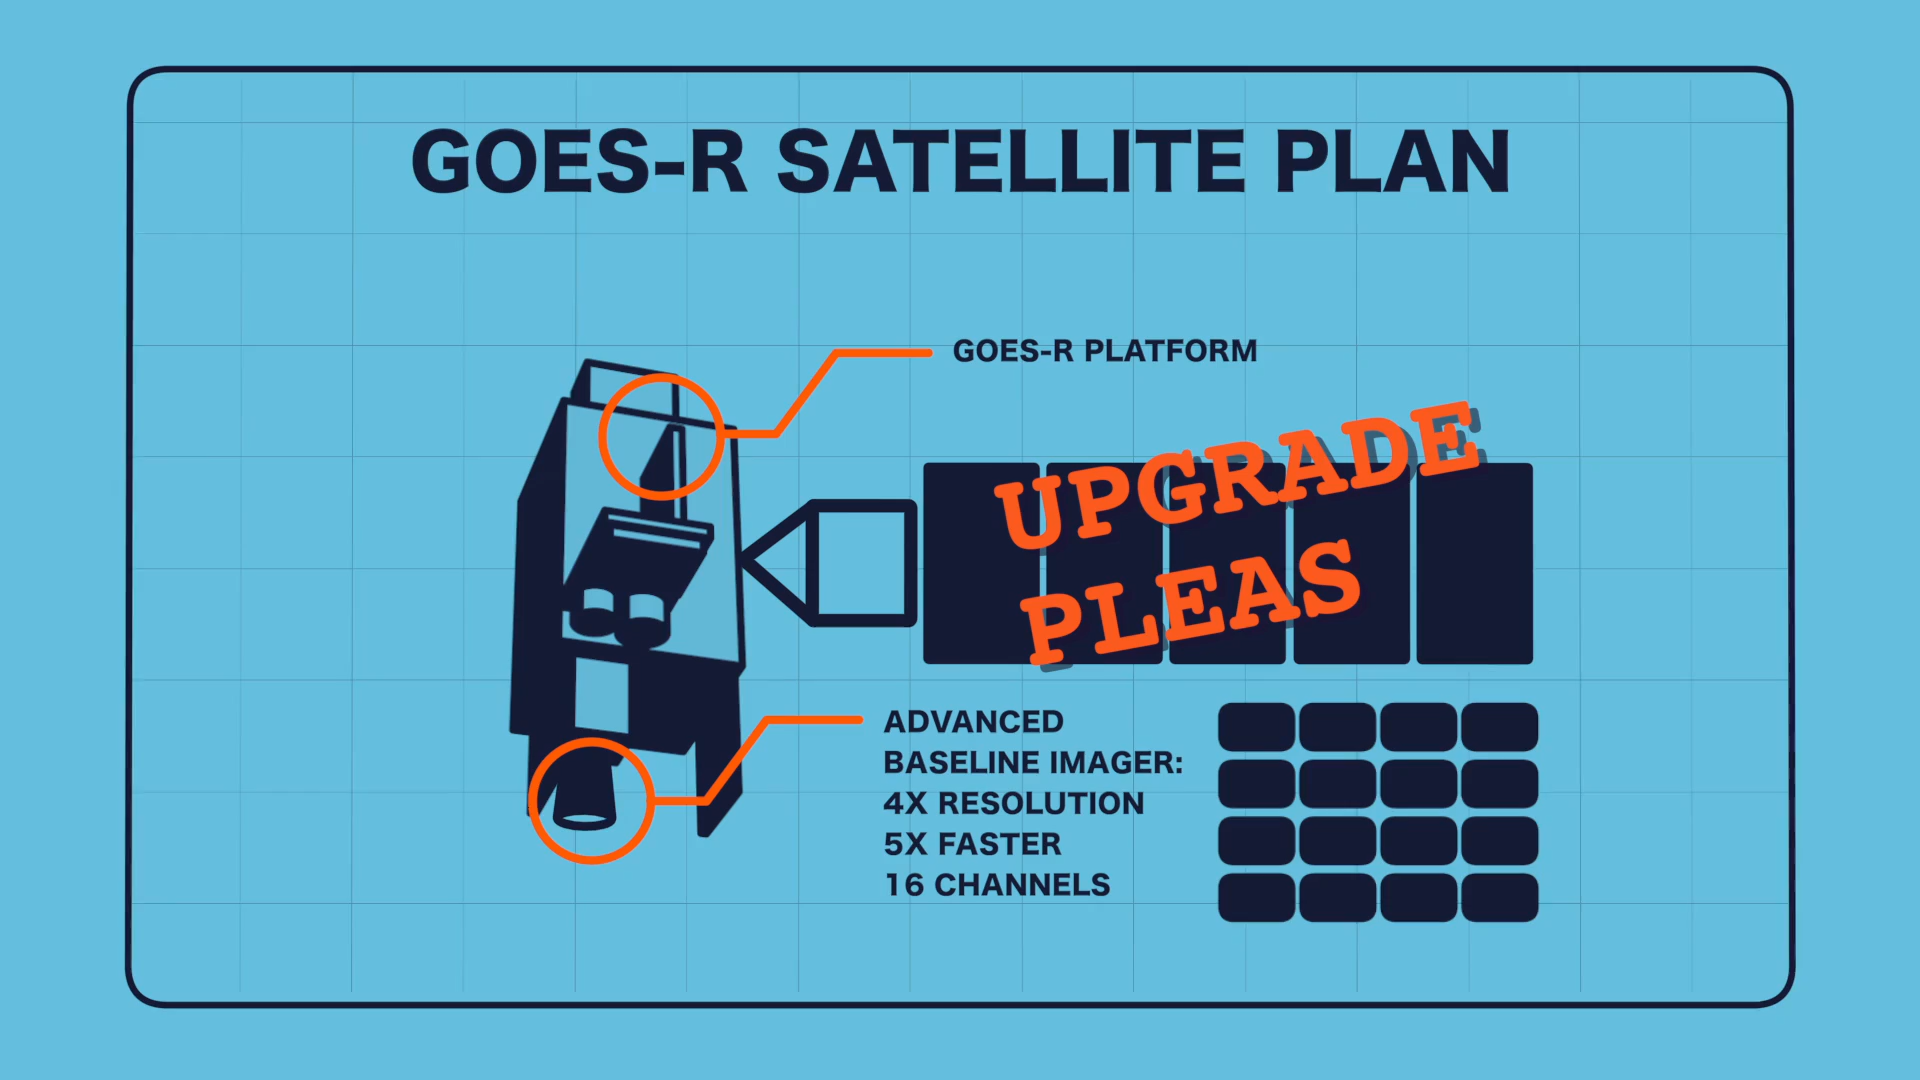 GOES-R SATELLITE PLAN
GOES-R PLATFORM
UPGRADE
PLEAS
ADVANCED
BASELINE IMAGER:
4X RESOLUTION
5X FASTER
16 CHANNELS